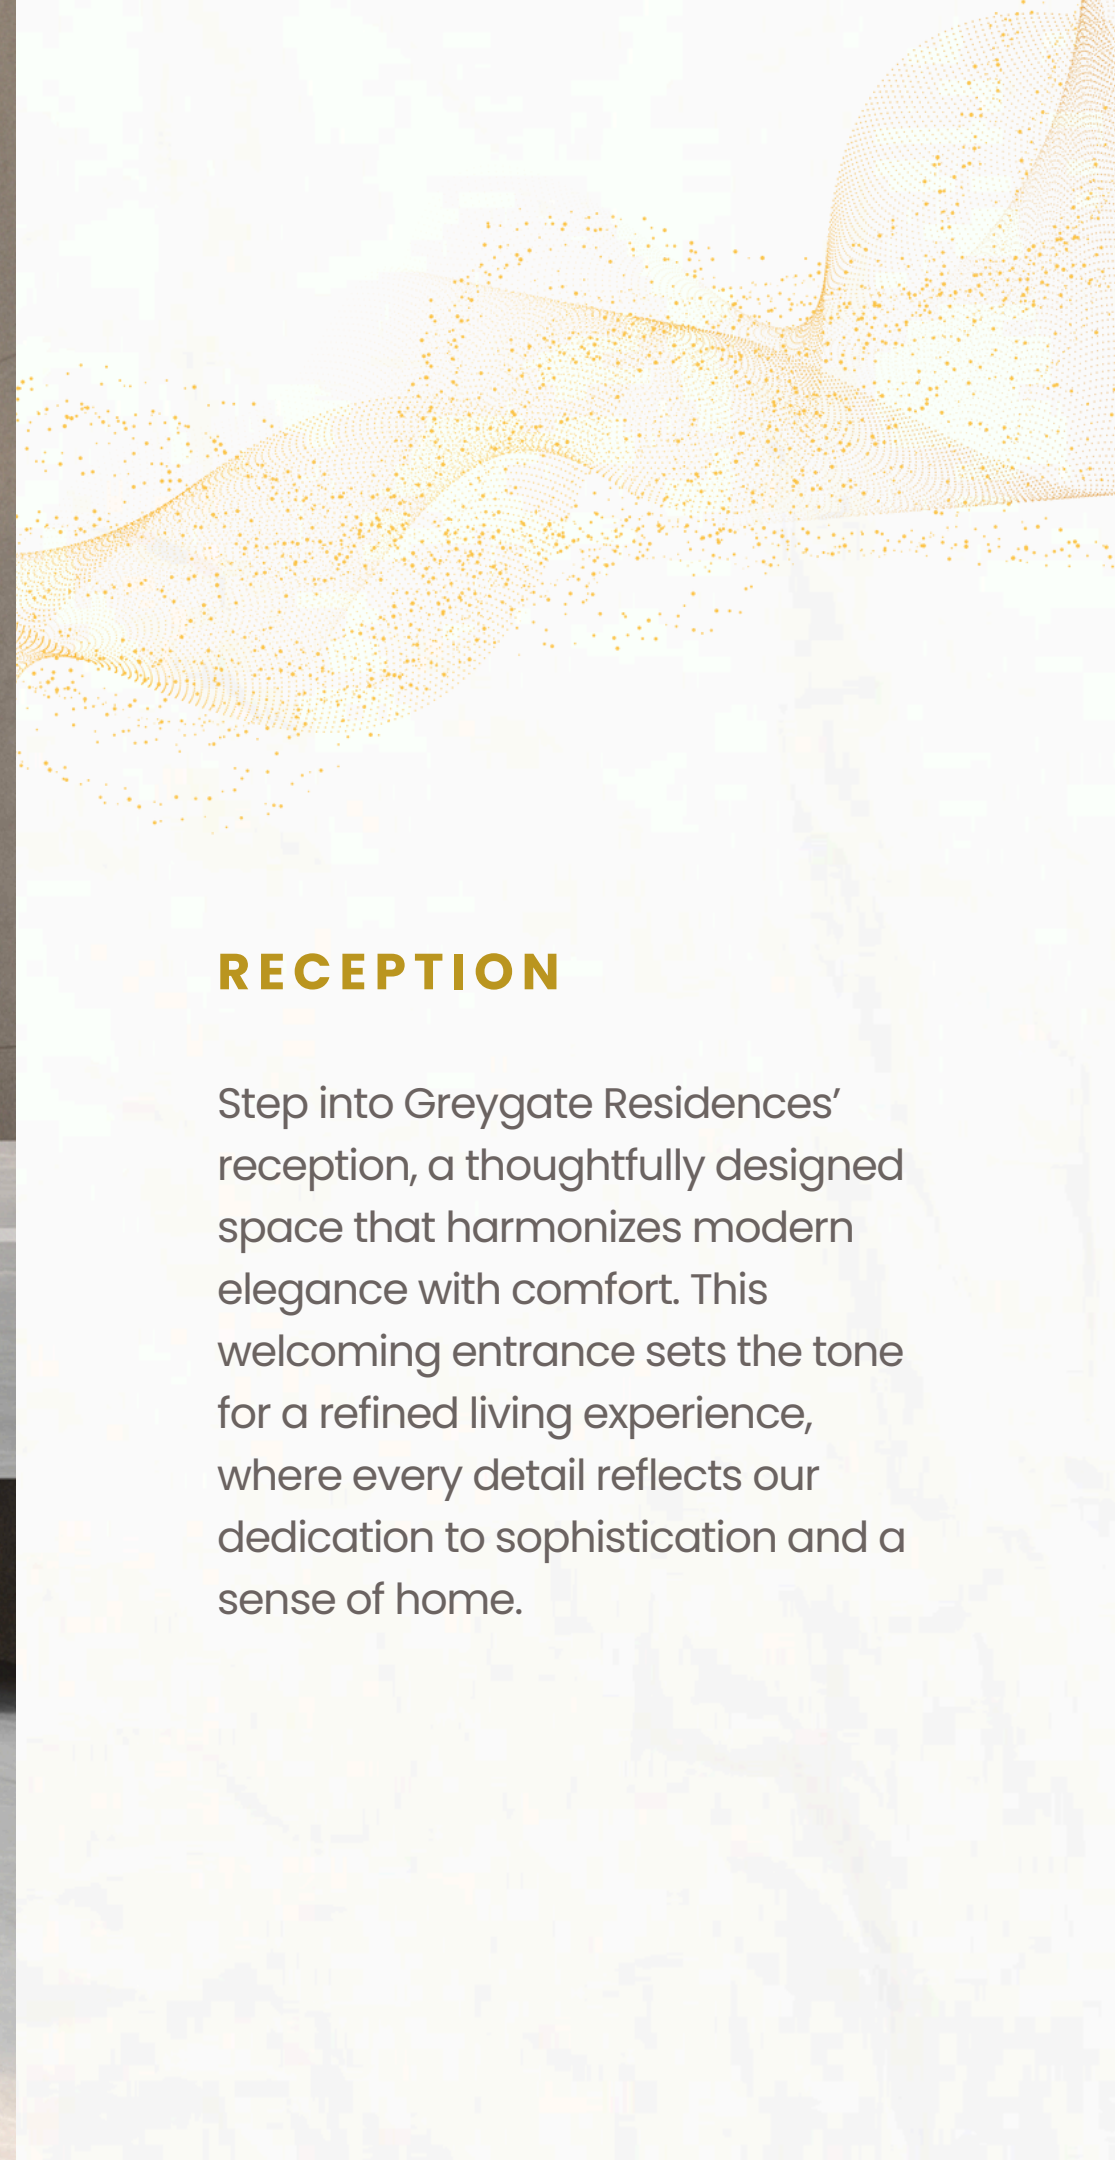 RECEPTION
Step into Greygate Residences’
reception, a thoughtfully designed
space that harmonizes modern
elegance with comfort. This
welcoming entrance sets the tone
for a refined living experience,
where every detail reflects our
dedication to sophistication and a
sense of home.